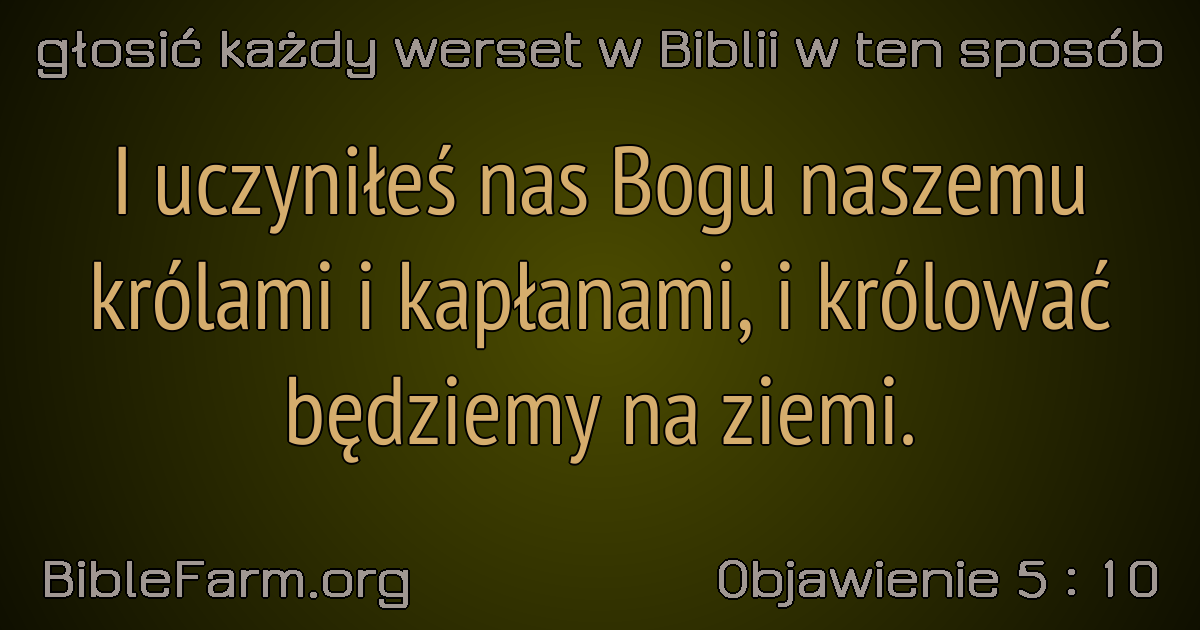 głosić każdy werset w Biblii w ten sposób
I uczyniłeś nas Bogu naszemu
królami i kapłanami, i królować
będziemy na ziemi.
BibleFarm.org
Objawienie 5 : 10